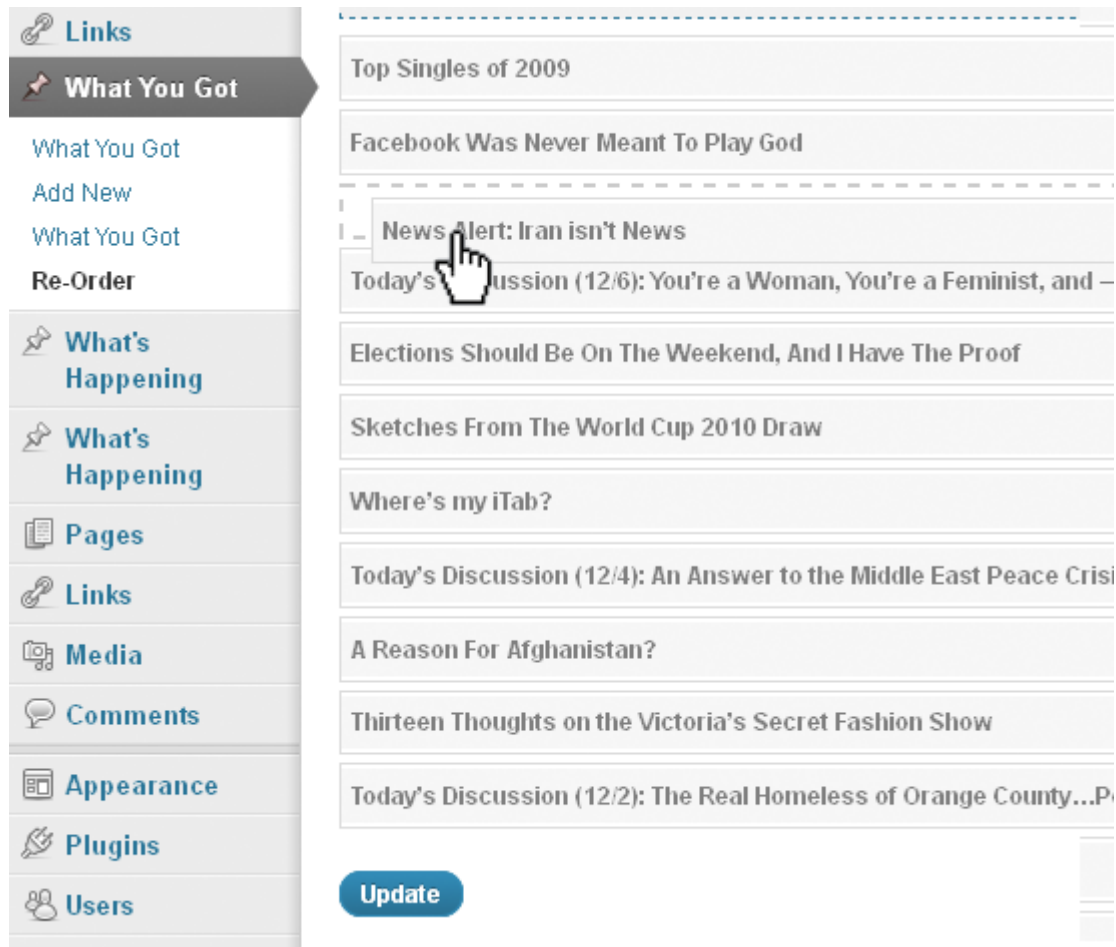 Links
What You Got
What You Got
Add New
What You Got
Re-Order
What's
Happening
What's
Happening
Pages
Links
Media
Comments
Appearance
Plugins
Users
Top Singles of 2009
Facebook Was Never Meant To Play God
News Alert: Iran isn't News
Today's ussion (12/6): You're a Woman, You're a Feminist, and —
Elections Should Be On The Weekend, And I Have The Proof
Sketches From The World Cup 2010 Draw
Where's my iTab?
Today's Discussion (12/4): An Answer to the Middle East Peace Crisi
A Reason For Afghanistan?
Thirteen Thoughts on the Victoria's Secret Fashion Show
Today's Discussion (12/2): The Real Homeless of Orange County...P
Update